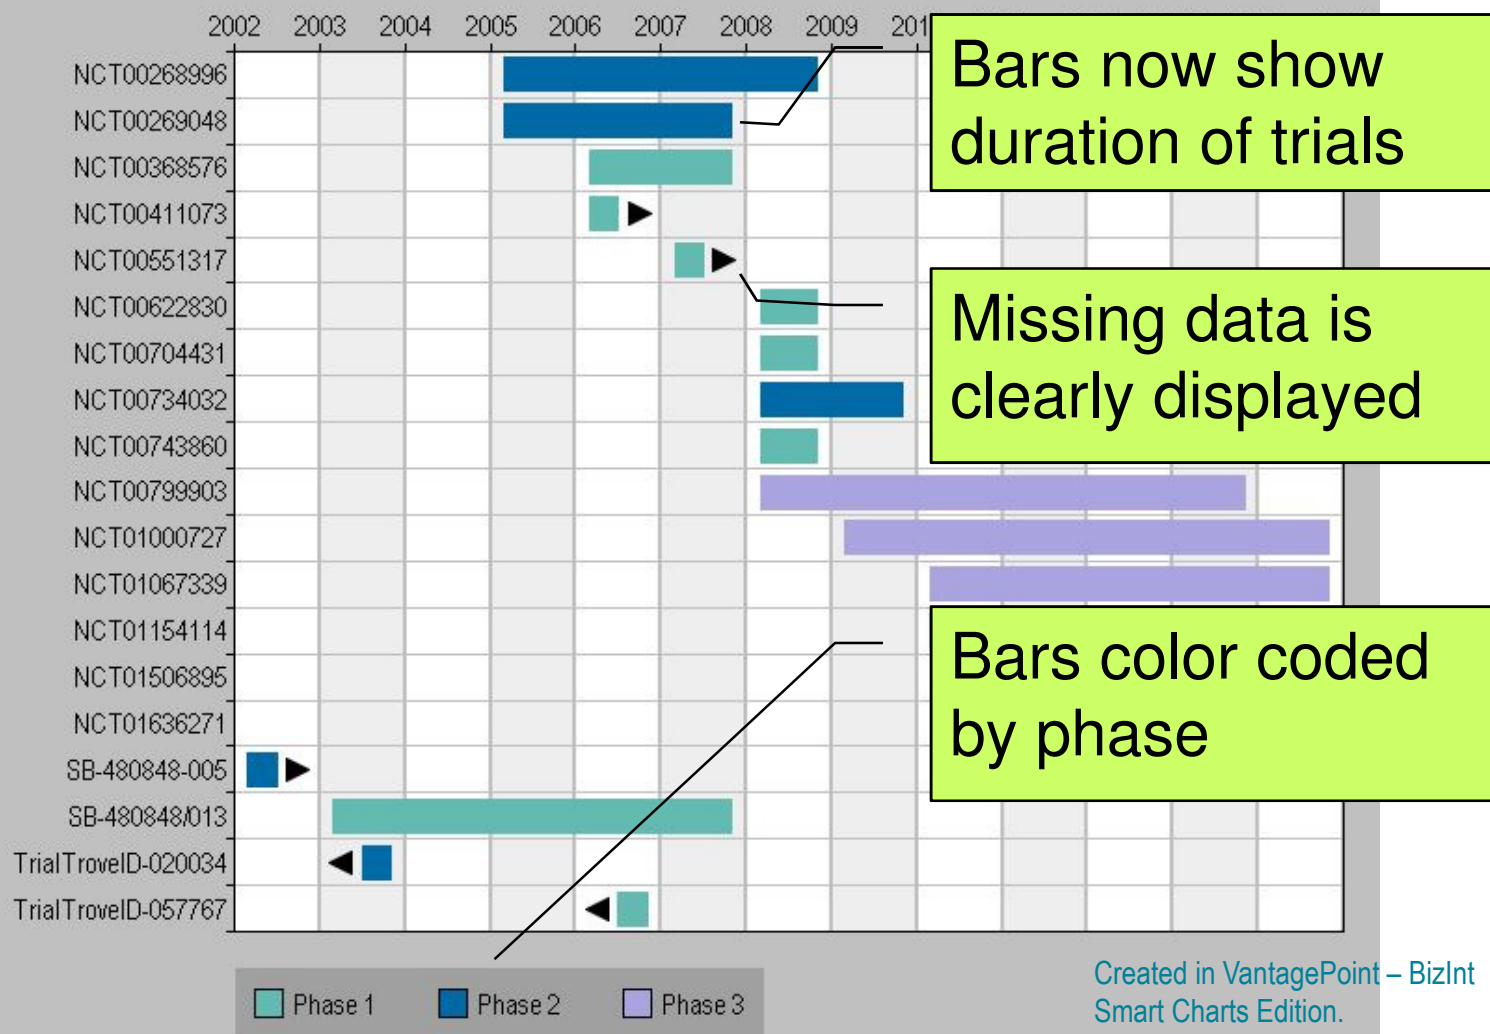 2002 2003 2004 2005 2006 2007 2008 2009 201
Bars now show
duration of trials
NCT00268996
NCT00269048
NCT00368576
NCT00411073
NCT00551317
Missing data is
clearly displayed
NCT00622830
NCT00704431
NCT00734032
NCT00743860
NCT00799903
NCT01000727
NCT01067339
Bars color coded
by phase
NCT01154114
NCT01506895
NCT01636271
SB-480848-005
SB-480848/013
TrialTroveID-020034
TrialTroveID-057767
Phase 1 Phase 2 Phase 3
Created in VantagePoint – BizInt
Smart Charts Edition.